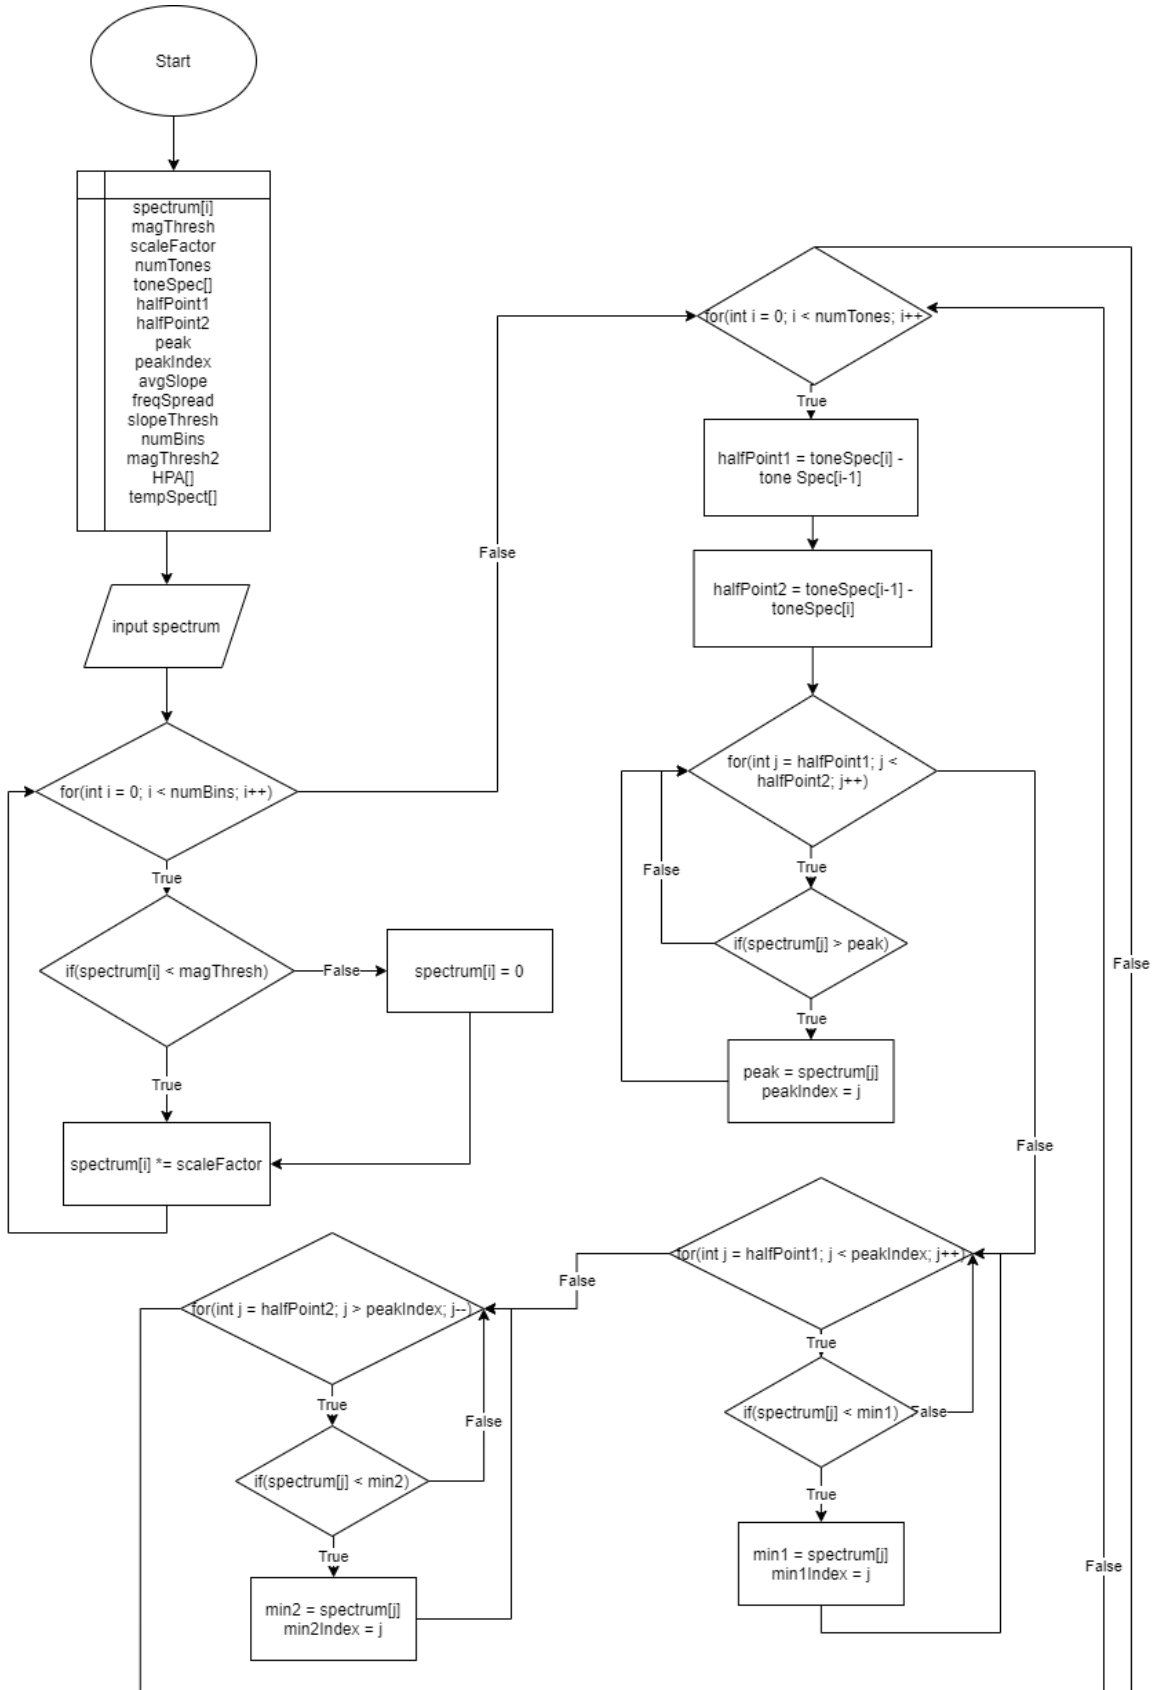 Start
spectrum[i]
magThresh
scaleFactor
numTones
toneSpec[]
halfPoint1
halfPoint2
peak
peakIndex
avgSlope
freqSpread
slopeThresh
numBins
magThresh2
HPA[]
tempSpect[]
input spectrum
for(int i = 0; i < numBins; i++)
False
True
if(spectrum[i] < magThresh)
False
spectrum[i] = 0
True
spectrum[i] *= scaleFactor
for(int i = 0; i < numTones; i++
True
halfPoint1 = toneSpec[i] -
tone Spec[i-1]
halfPoint2 = toneSpec[i-1] -
toneSpec[i]
for(int j = halfPoint1; j <
halfPoint2; j++)
False
True
if(spectrum[j] > peak)
True
peak = spectrum[j]
peakIndex = j
False
False
for(int j = halfPoint1; j < peakIndex; j++)
False
True
if(spectrum[j] < min1)
False
True
min1 = spectrum[j]
min1Index = j
for(int j = halfPoint2; j > peakIndex; j--)
True
False
if(spectrum[j] < min2)
True
min2 = spectrum[j]
min2Index = j
False